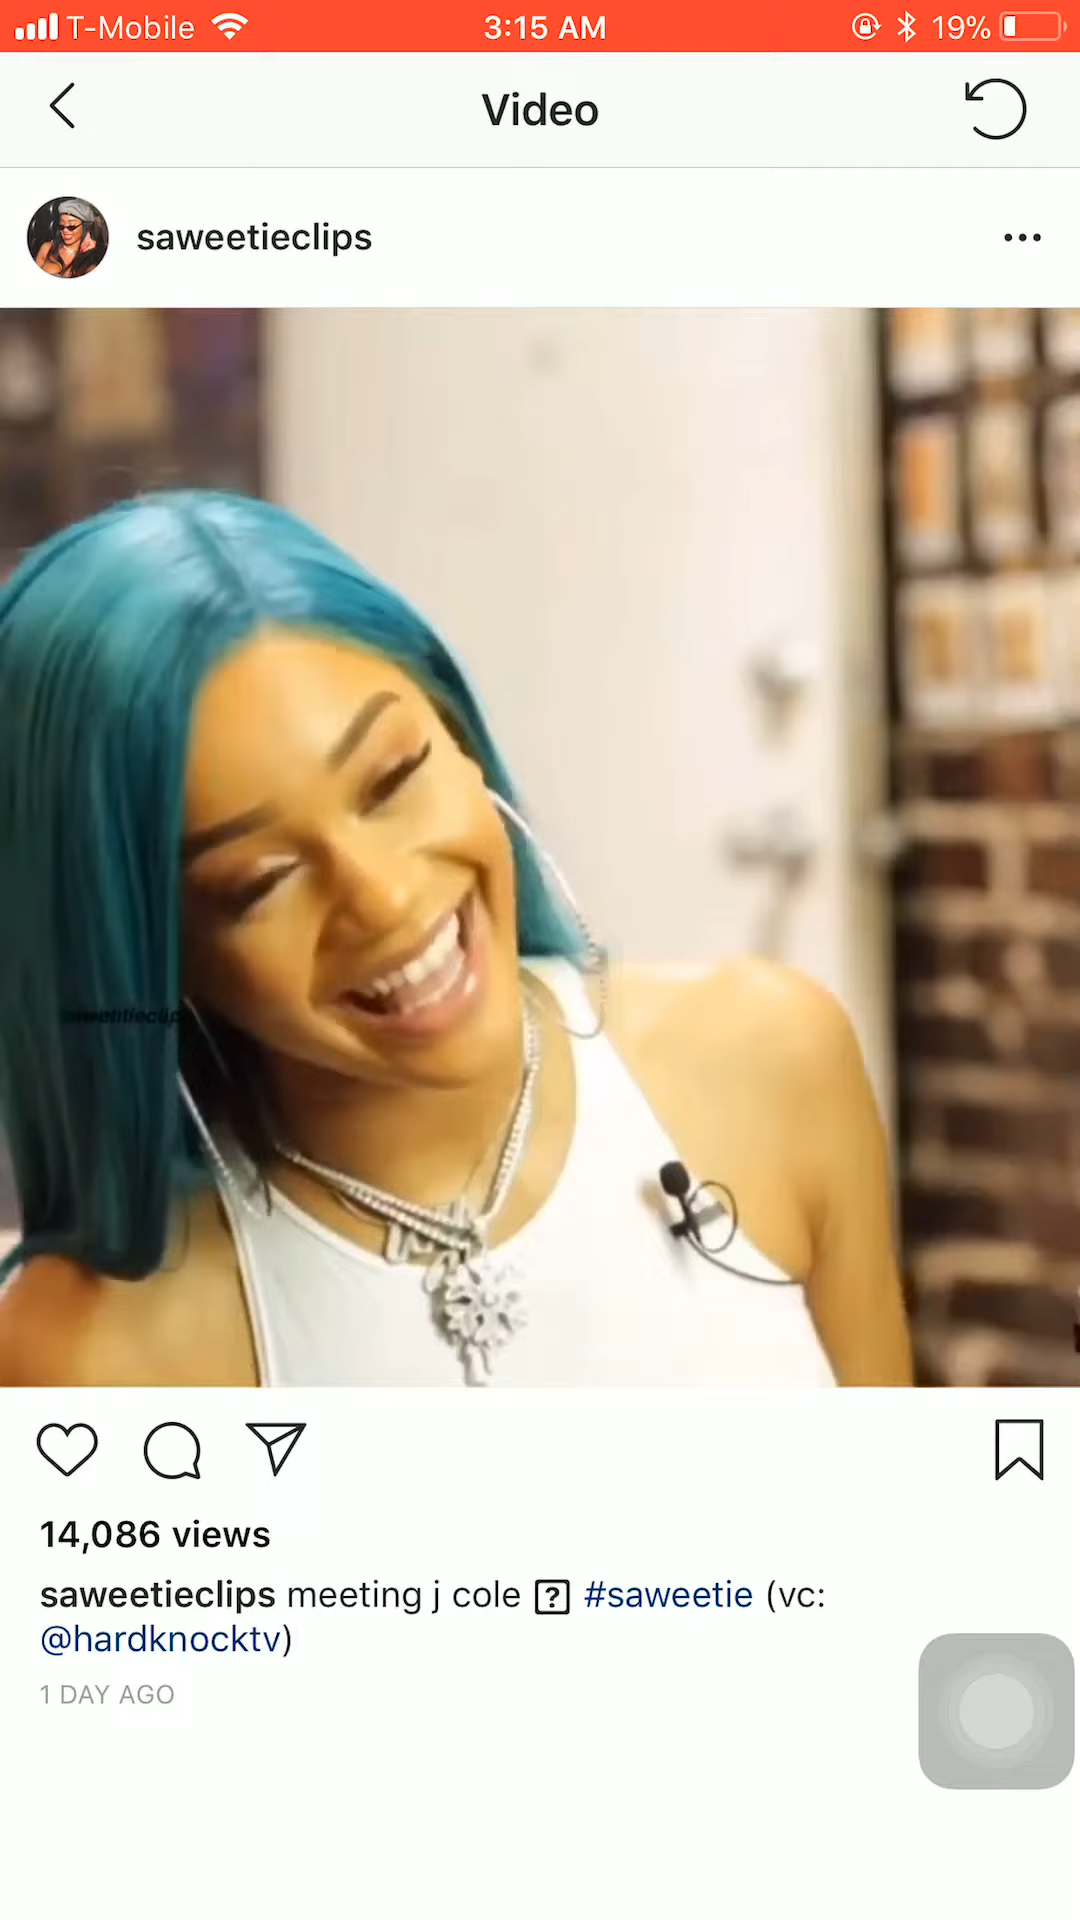 T-Mobile 3:15 AM 19%
Video
saweetieclips
14,086 views
saweetieclips meeting j cole #saweetie (vc:
@hardknocktv)
1 DAY AGO